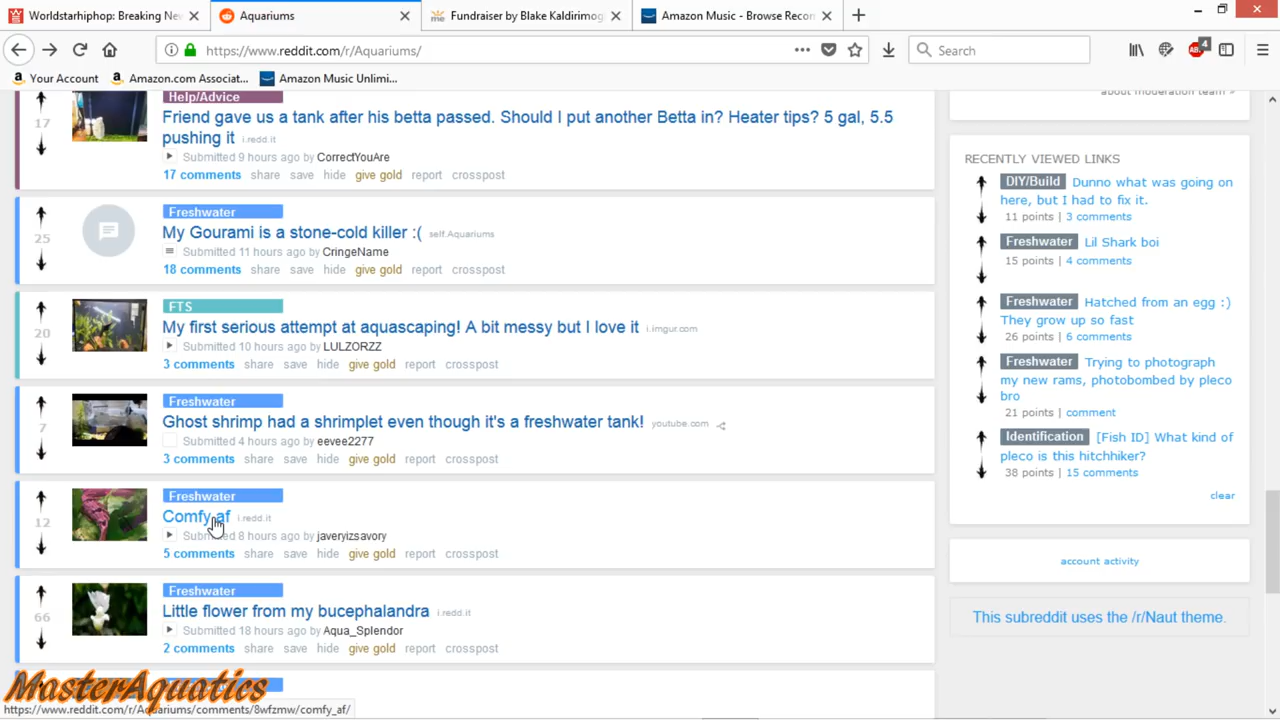 Worldstarhiphop: Breaking Ne
Aquariums
Fundraiser by Blake Kaldirimog
Amazon Music - Browse Recor
https://www.reddit.com/r/Aquariums/
Search
4
Your Account
Amazon.com Associat...
Amazon Music Unlimi...
Help/Advice
17
Friend gave us a tank after his betta passed. Should I put another Betta in? Heater tips? 5 gal, 5.5
pushing it i.redd.it
Submitted 9 hours ago by CorrectYouAre
17 comments share save hide give gold report crosspost
Freshwater
25
My Gourami is a stone-cold killer :( self.Aquariums
Submitted 11 hours ago by CringeName
18 comments share save hide give gold report crosspost
FTS
20
My first serious attempt at aquascaping! A bit messy but I love it i.imgur.com
Submitted 10 hours ago by LULZORZZ
3 comments share save hide give gold report crosspost
Freshwater
7
Ghost shrimp had a shrimplet even though it's a freshwater tank! youtube.com
Submitted 4 hours ago by eevee2277
3 comments share save hide give gold report crosspost
Freshwater
12
Comfy af i.redd.it
Submitted 8 hours ago by javeryizsavory
5 comments share save hide give gold report crosspost
Freshwater
66
Little flower from my bucephalandra i.redd.it
Submitted 18 hours ago by Aqua_Splendor
2 comments share save hide give gold report crosspost
MasterAquatics
https://www.reddit.com/r/Aquariums/comments/8wfzmw/comfy_af/
about moderation team »
RECENTLY VIEWED LINKS
DIY/Build Dunno what was going on
here, but I had to fix it.
11 points | 3 comments
Freshwater Lil Shark boi
15 points | 4 comments
Freshwater Hatched from an egg :)
They grow up so fast
26 points | 6 comments
Freshwater Trying to photograph
my new rams, photobombed by pleco
bro
21 points | comment
Identification [Fish ID] What kind of
pleco is this hitchhiker?
38 points | 15 comments
clear
account activity
This subreddit uses the /r/Naut theme.